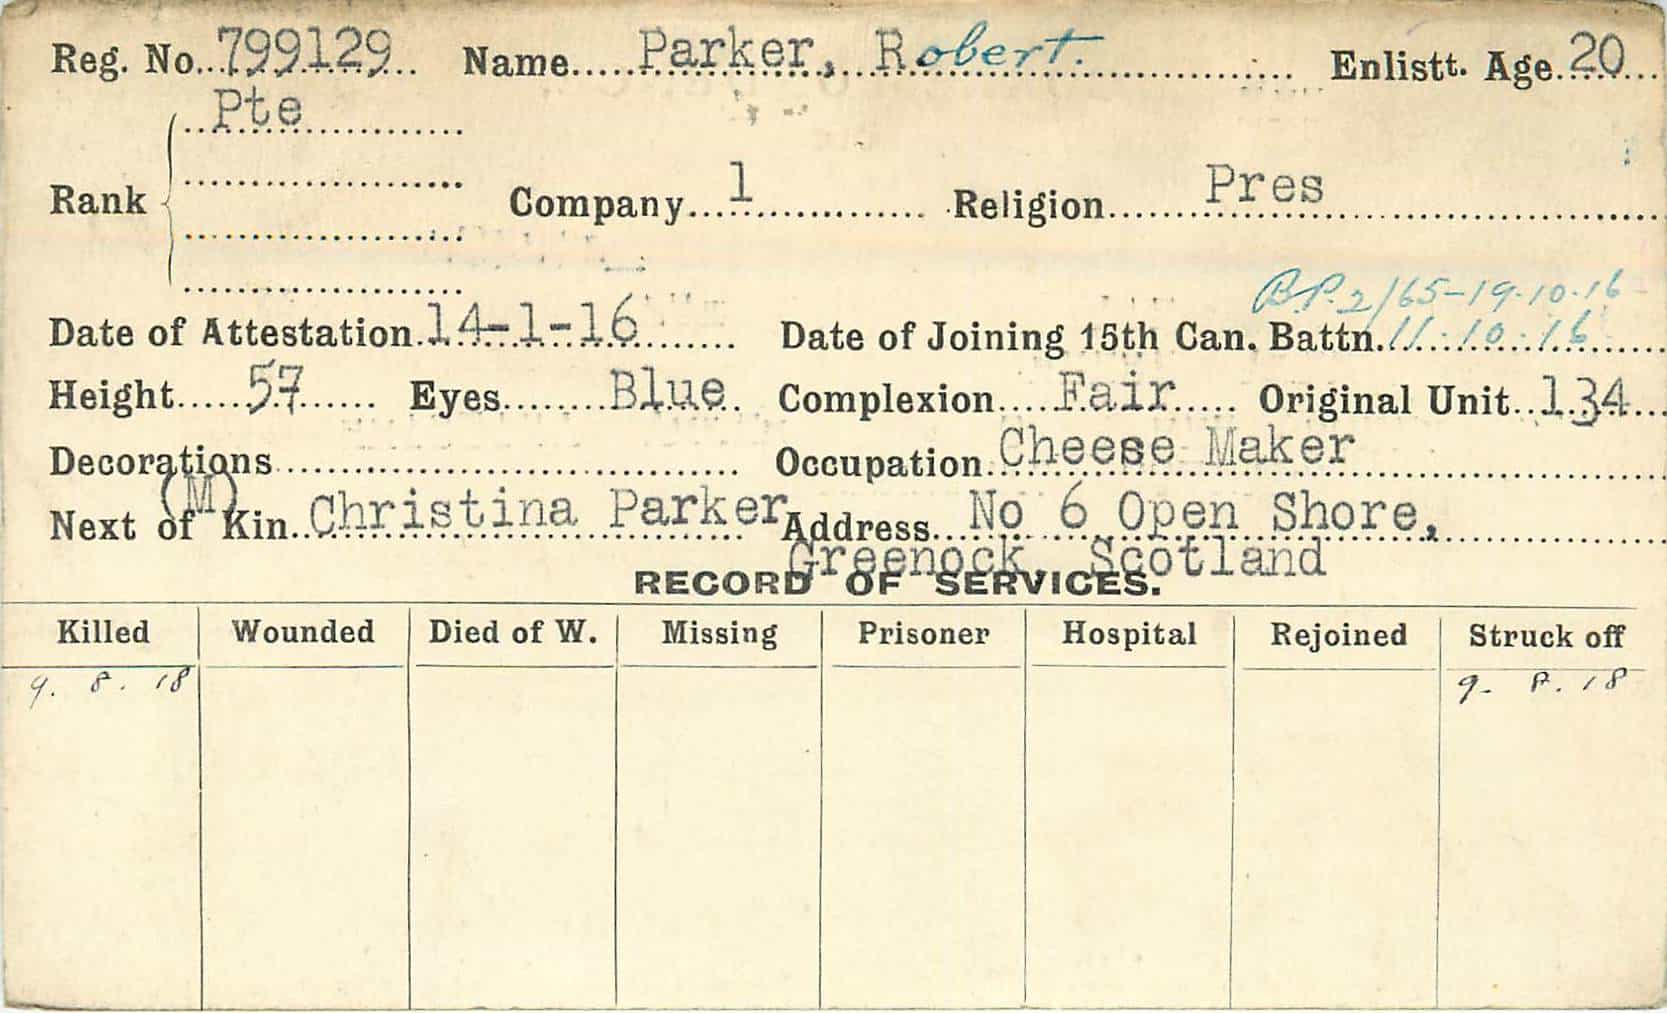 Reg. No. 799129 Name Parker, Robert. Enlistt. Age 20
Pte
Rank Company 1 Religion Pres
B.P. 2/65-19.10.16
Date of Attestation 14-1-16 Date of Joining 15th Can. Battn. 11.10.16
Height 57 Eyes Blue Complexion Fair Original Unit 134
Decorations Occupation Cheese Maker
(M)
Next of Kin Christina Parker Address No 6 Open Shore,
Greenock, Scotland
RECORD OF SERVICES.
Killed Wounded Died of W. Missing Prisoner Hospital Rejoined Struck off
9. 8. 18 9. 8. 18